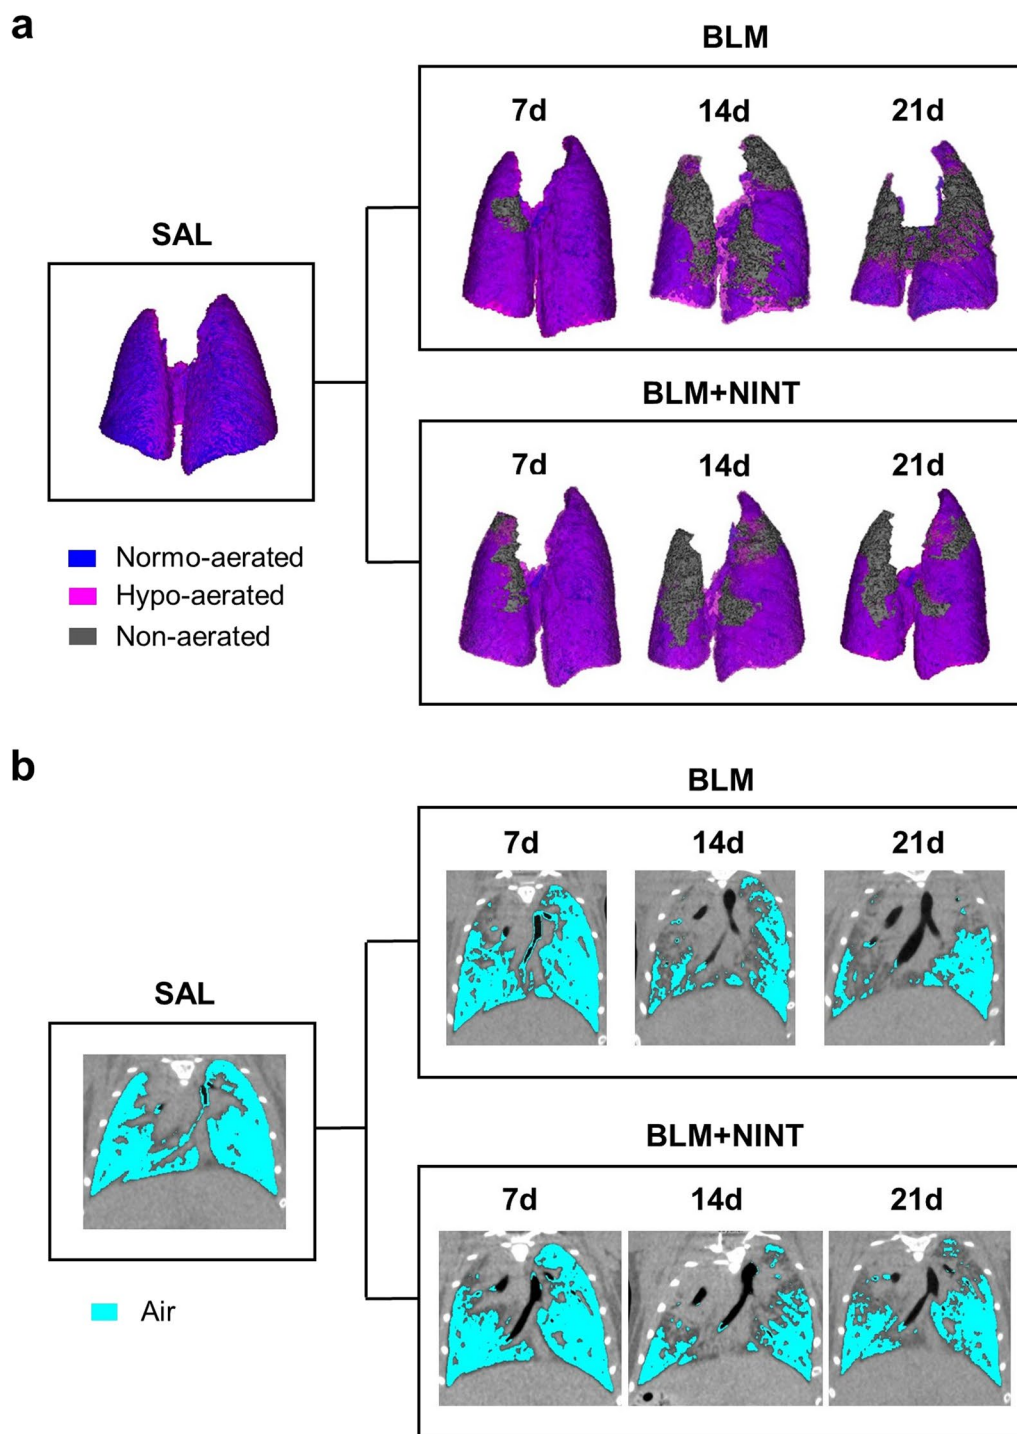 a
BLM
7d 14d 21d
SAL
BLM+NINT
7d 14d 21d
Normo-aerated
Hypo-aerated
Non-aerated
b
BLM
7d 14d 21d
SAL
BLM+NINT
7d 14d 21d
Air